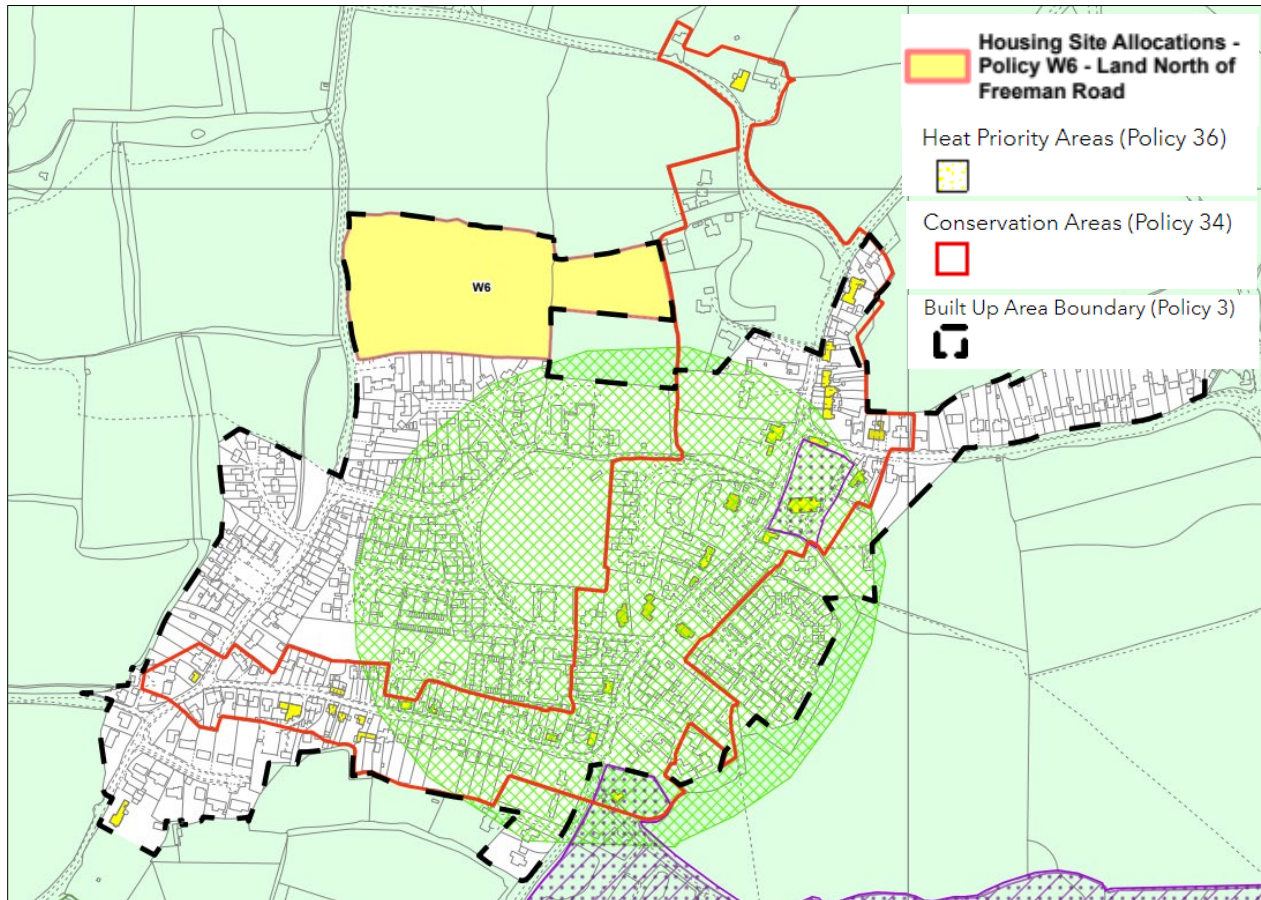 Housing Site Allocations -
Policy W6 - Land North of
Freeman Road
Heat Priority Areas (Policy 36)
Conservation Areas (Policy 34)
Built Up Area Boundary (Policy 3)
W6